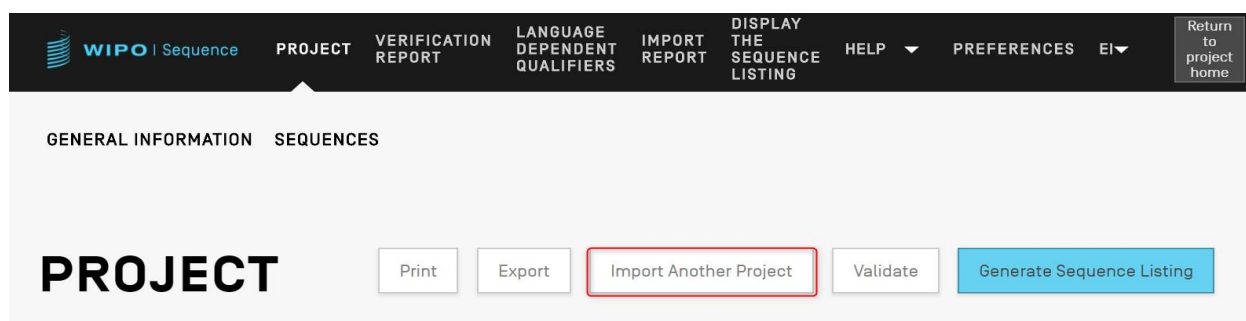 WIPO | Sequence
PROJECT
VERIFICATION
REPORT
LANGUAGE
DEPENDENT
QUALIFIERS
IMPORT
REPORT
DISPLAY
THE
SEQUENCE
LISTING
HELP
PREFERENCES
EI
Return
to
project
home
GENERAL INFORMATION SEQUENCES
PROJECT
Print
Export
Import Another Project
Validate
Generate Sequence Listing